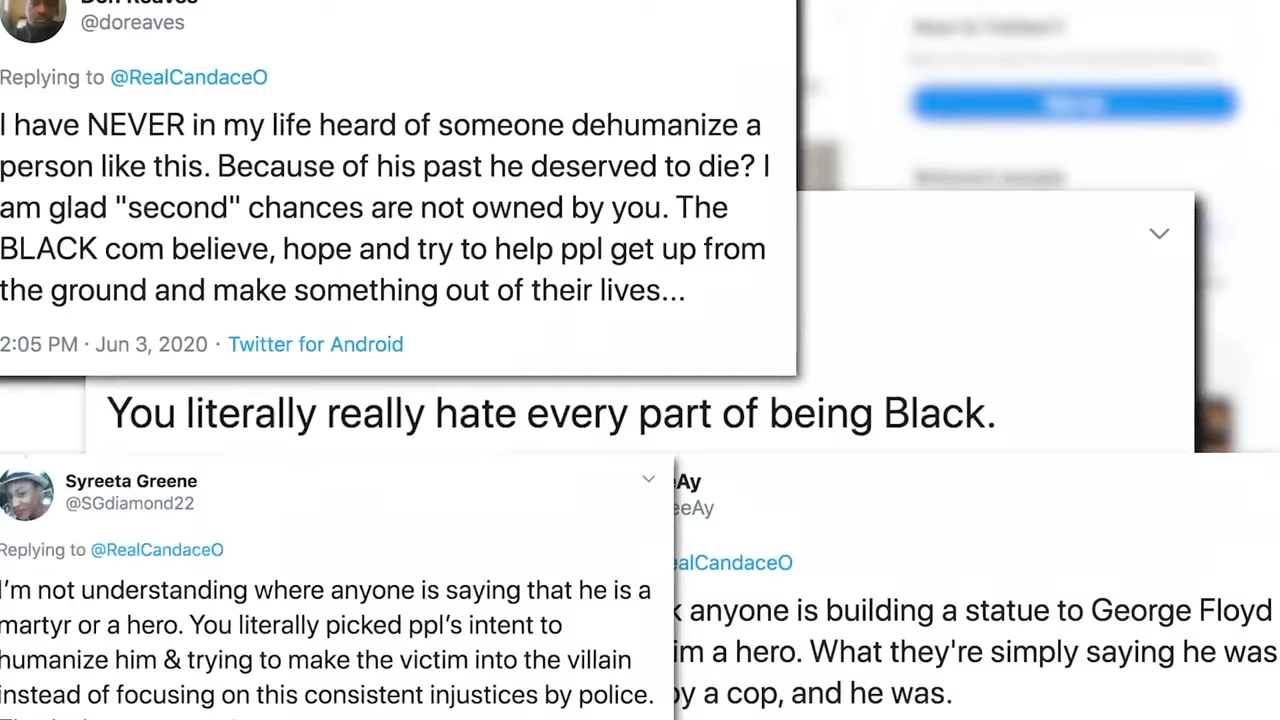 @doreaves
Replying to @RealCandaceO
I have NEVER in my life heard of someone dehumanize a
person like this. Because of his past he deserved to die? I
am glad "second" chances are not owned by you. The
BLACK com believe, hope and try to help ppl get up from
the ground and make something out of their lives...
2:05 PM · Jun 3, 2020 · Twitter for Android
You literally really hate every part of being Black.
Syreeta Greene
@SGdiamond22
Replying to @RealCandaceO
I'm not understanding where anyone is saying that he is a
martyr or a hero. You literally picked ppl's intent to
humanize him & trying to make the victim into the villain
instead of focusing on this consistent injustices by police.
Ay
eeAy
ealCandaceO
k anyone is building a statue to George Floyd
im a hero. What they're simply saying he was
by a cop, and he was.